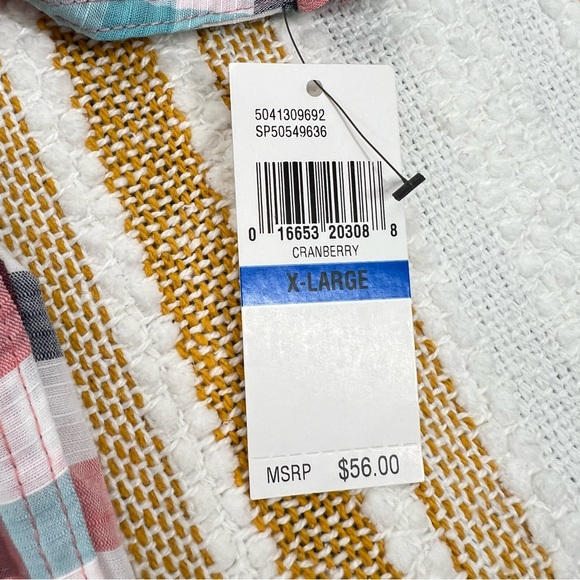 5041309692
SP50549636
0 16653 20308 8
CRANBERRY
X-LARGE
MSRP $56.00